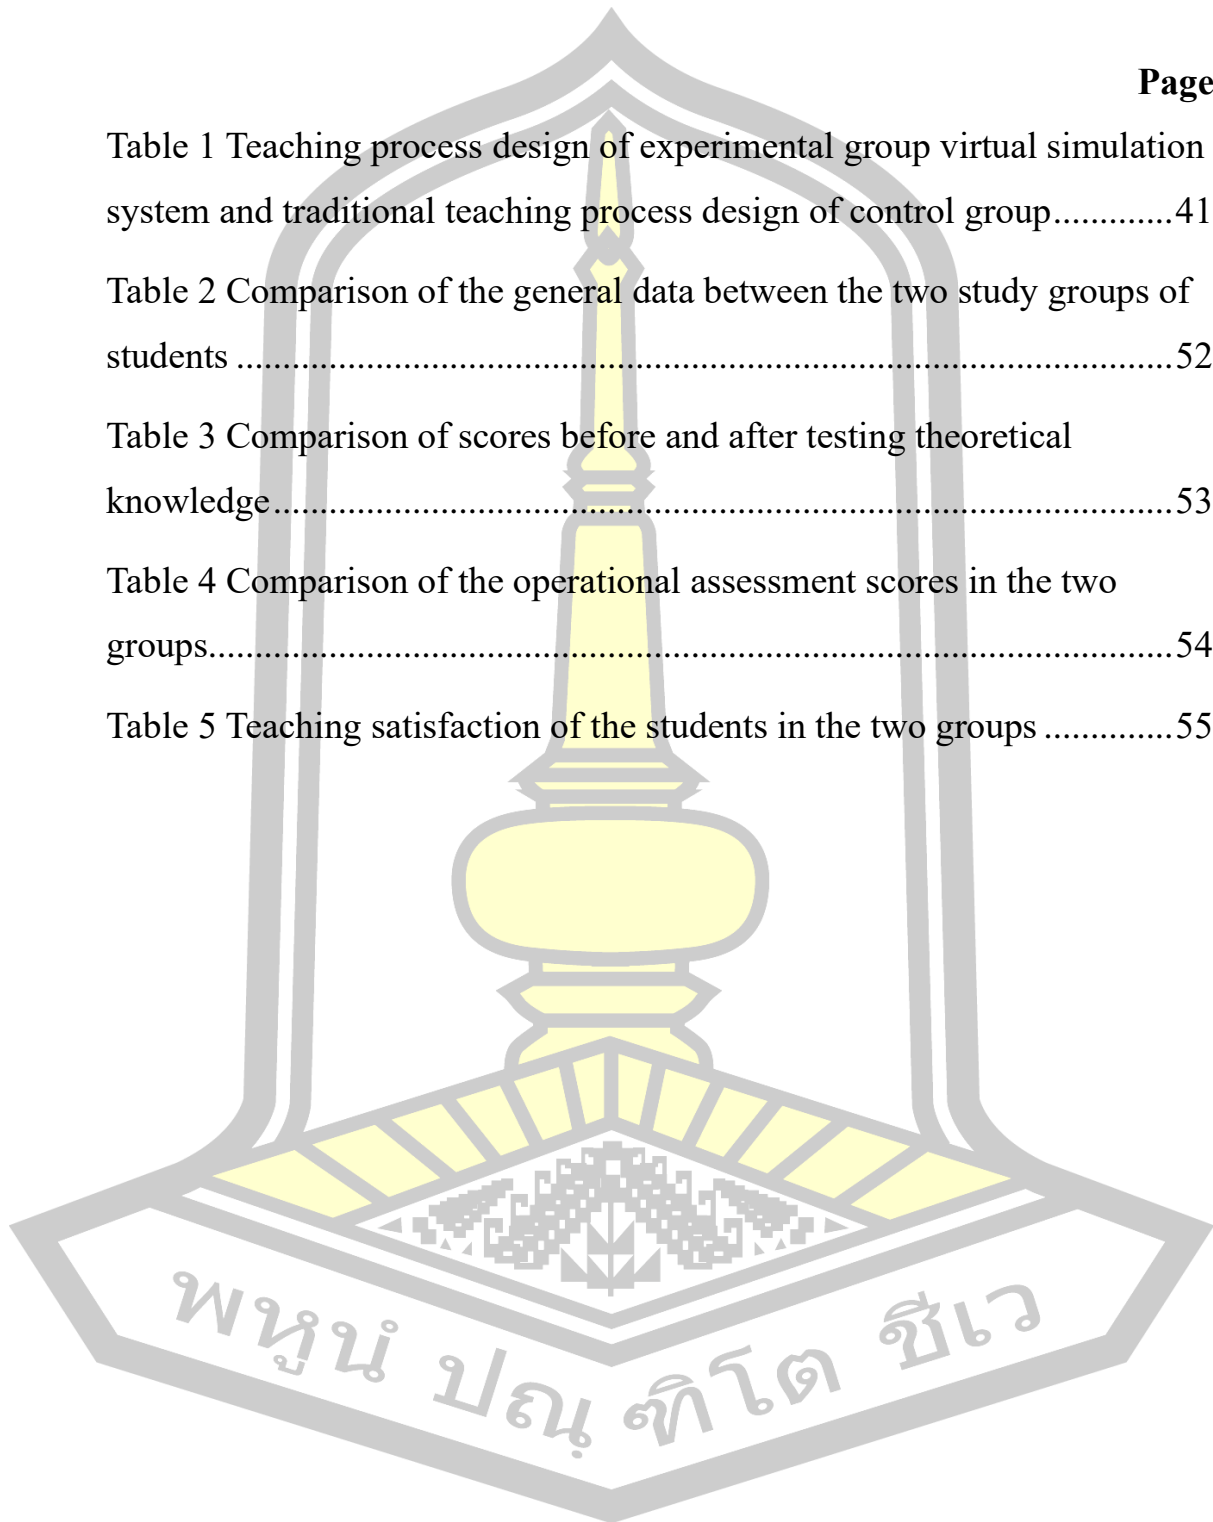 Page
Table 1 Teaching process design of experimental group virtual simulation
system and traditional teaching process design of control group.............41
Table 2 Comparison of the general data between the two study groups of
students ....................................................................................................52
Table 3 Comparison of scores before and after testing theoretical
knowledge................................................................................................53
Table 4 Comparison of the operational assessment scores in the two
groups.......................................................................................................54
Table 5 Teaching satisfaction of the students in the two groups ..............55
พหูนํ ปณฺ ฑิโต ชีเว